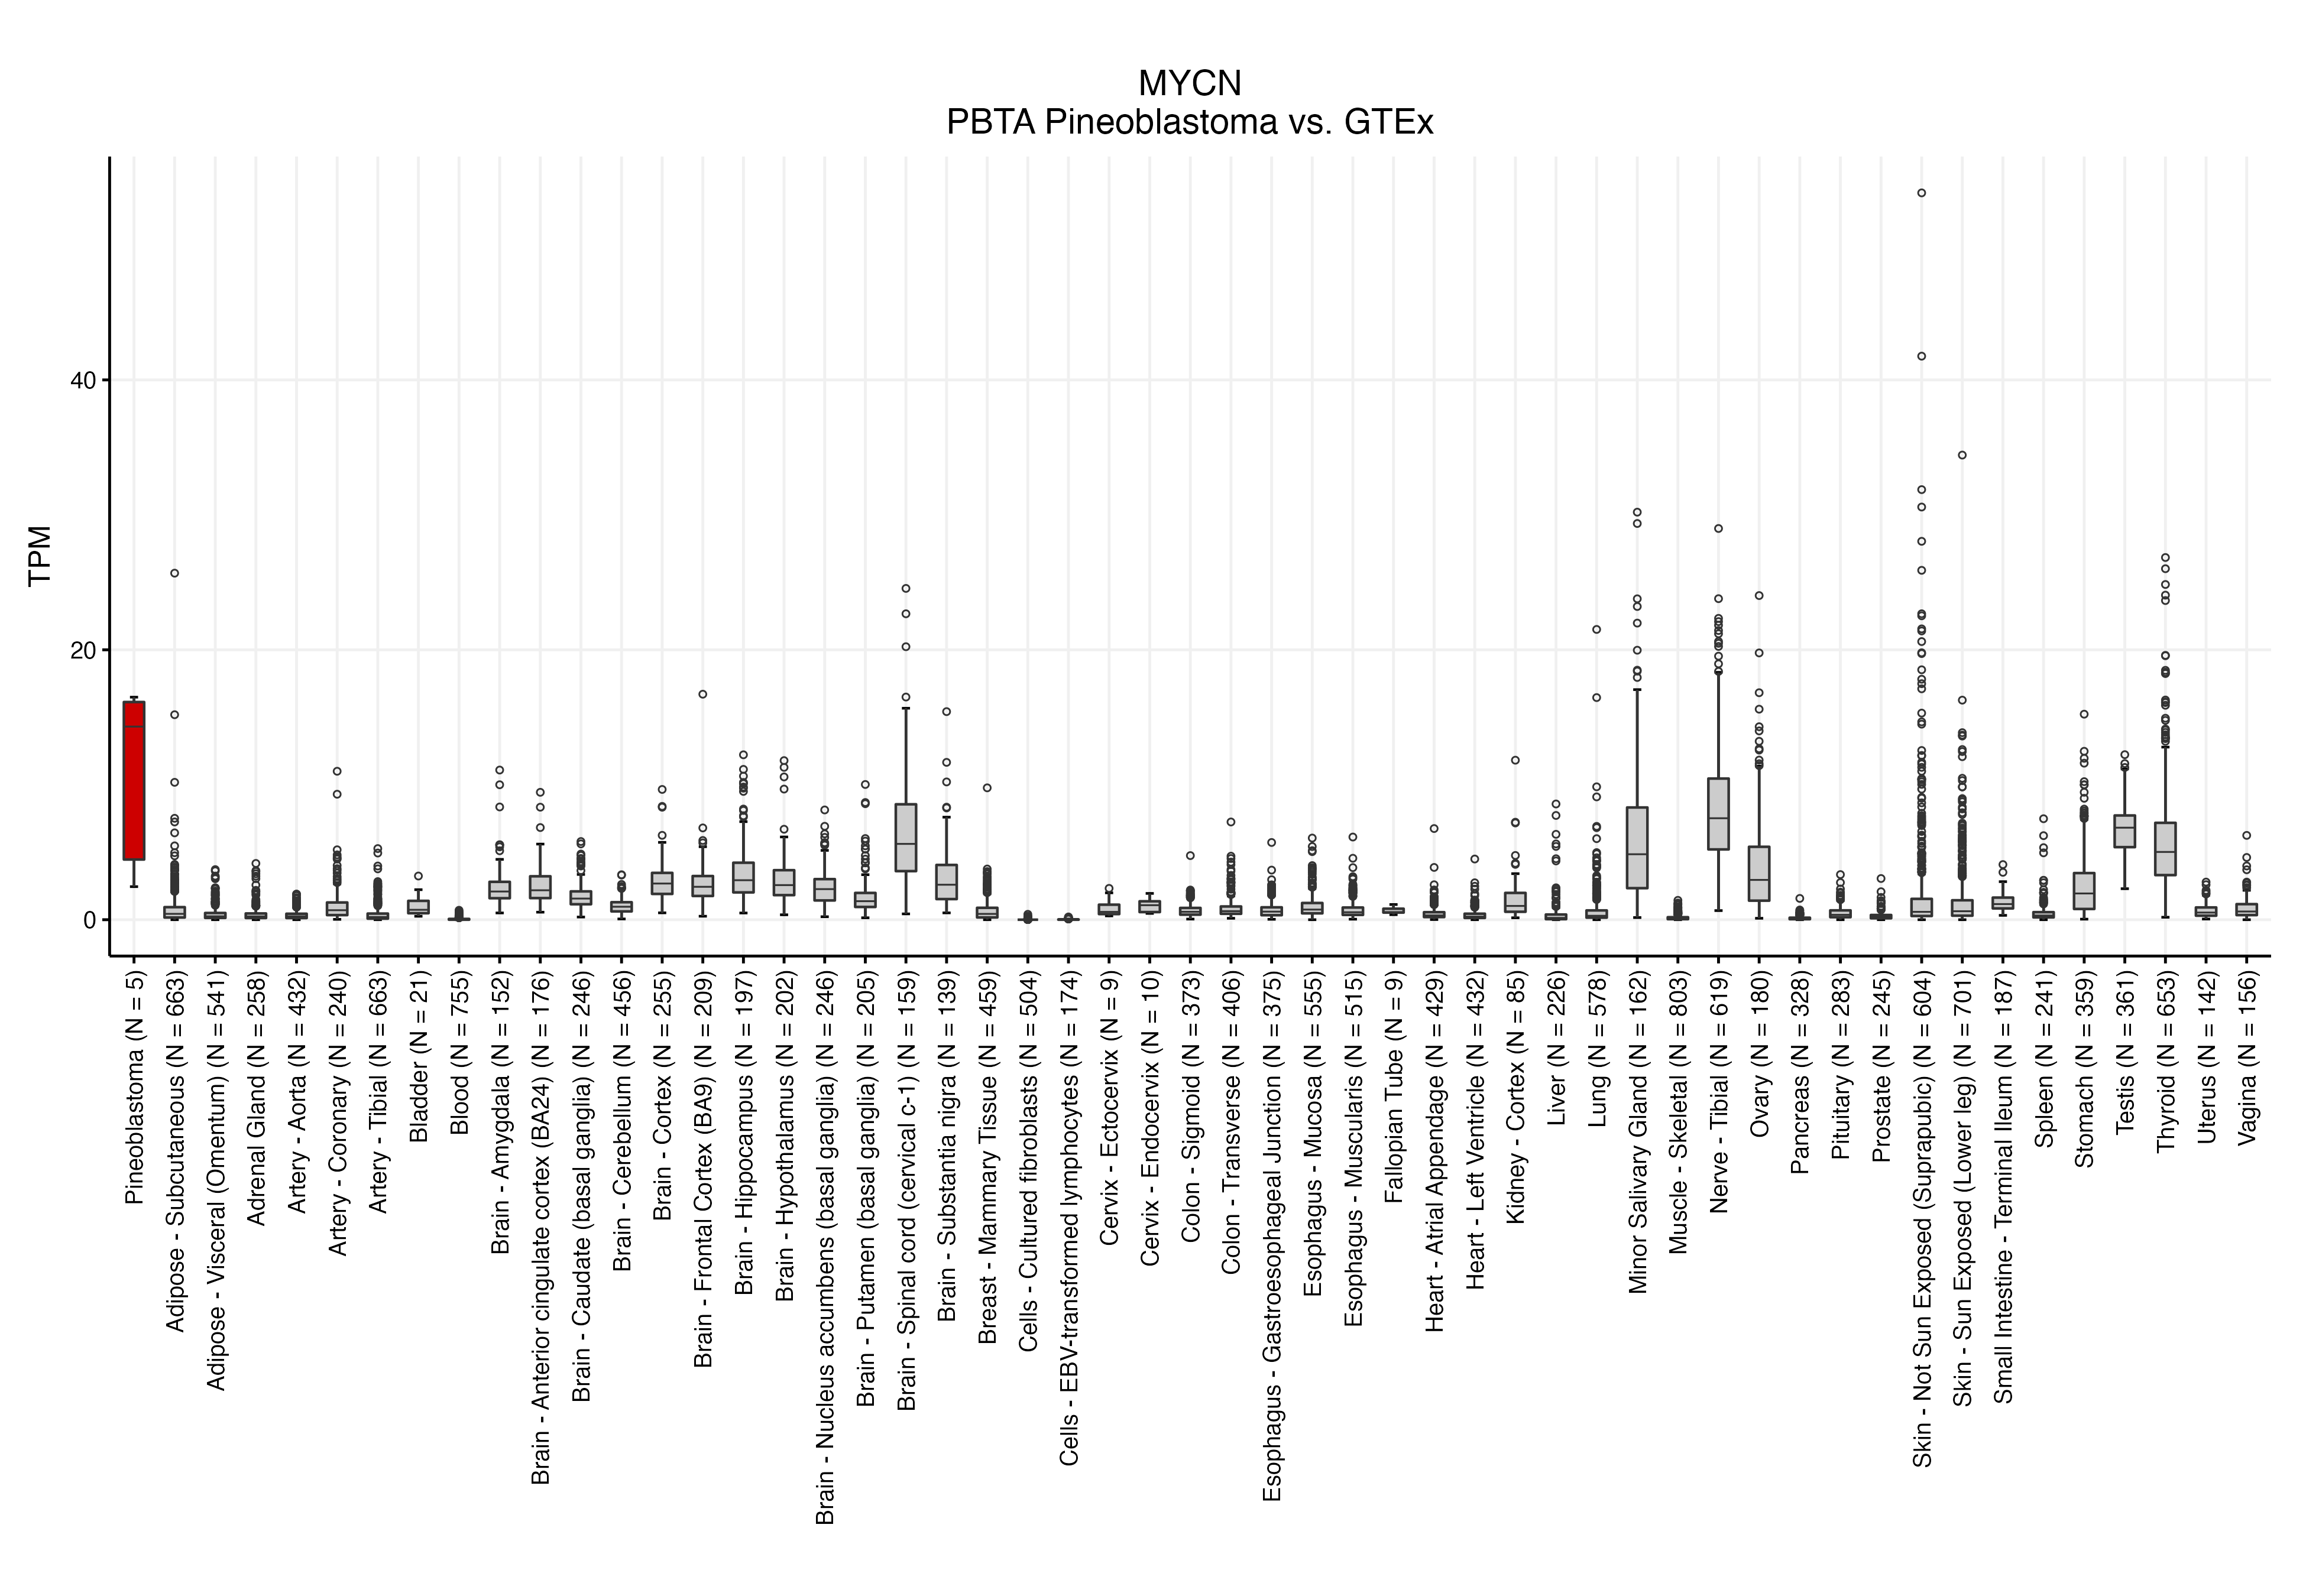 MYCN
PBTA Pineoblastoma vs. GTEx
TPM
40
20
0
Pineoblastoma (N = 5)
Adipose - Subcutaneous (N = 663)
Adipose - Visceral (Omentum) (N = 541)
Adrenal Gland (N = 258)
Artery - Aorta (N = 432)
Artery - Coronary (N = 240)
Artery - Tibial (N = 663)
Bladder (N = 21)
Blood (N = 755)
Brain - Amygdala (N = 152)
Brain - Anterior cingulate cortex (BA24) (N = 176)
Brain - Caudate (basal ganglia) (N = 246)
Brain - Cerebellum (N = 456)
Brain - Cortex (N = 255)
Brain - Frontal Cortex (BA9) (N = 209)
Brain - Hippocampus (N = 197)
Brain - Hypothalamus (N = 202)
Brain - Nucleus accumbens (basal ganglia) (N = 246)
Brain - Putamen (basal ganglia) (N = 205)
Brain - Spinal cord (cervical c-1) (N = 159)
Brain - Substantia nigra (N = 139)
Breast - Mammary Tissue (N = 459)
Cells - Cultured fibroblasts (N = 504)
Cells - EBV-transformed lymphocytes (N = 174)
Cervix - Ectocervix (N = 9)
Cervix - Endocervix (N = 10)
Colon - Sigmoid (N = 373)
Colon - Transverse (N = 406)
Esophagus - Gastroesophageal Junction (N = 375)
Esophagus - Mucosa (N = 555)
Esophagus - Muscularis (N = 515)
Fallopian Tube (N = 9)
Heart - Atrial Appendage (N = 429)
Heart - Left Ventricle (N = 432)
Kidney - Cortex (N = 85)
Liver (N = 226)
Lung (N = 578)
Minor Salivary Gland (N = 162)
Muscle - Skeletal (N = 803)
Nerve - Tibial (N = 619)
Ovary (N = 180)
Pancreas (N = 328)
Pituitary (N = 283)
Prostate (N = 245)
Skin - Not Sun Exposed (Suprapubic) (N = 604)
Skin - Sun Exposed (Lower leg) (N = 701)
Small Intestine - Terminal Ileum (N = 187)
Spleen (N = 241)
Stomach (N = 359)
Testis (N = 361)
Thyroid (N = 653)
Uterus (N = 142)
Vagina (N = 156)